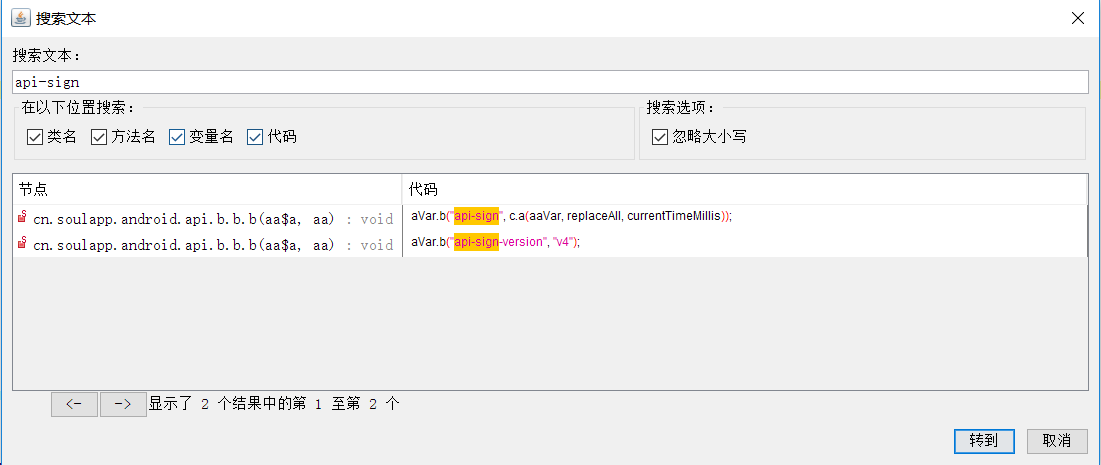 搜索文本
搜索文本:
api-sign
在以下位置搜索: 搜索选项:
类名 方法名 变量名 代码 忽略大小写
节点 代码
cn.soulapp.android.api.b.b.b(aa$a, aa) : void aVar.b("api-sign", c.a(aaVar, replaceAll, currentTimeMillis));
cn.soulapp.android.api.b.b.b(aa$a, aa) : void aVar.b("api-sign-version", "v4");
<- -> 显示了 2 个结果中的第 1 至第 2 个
转到 取消